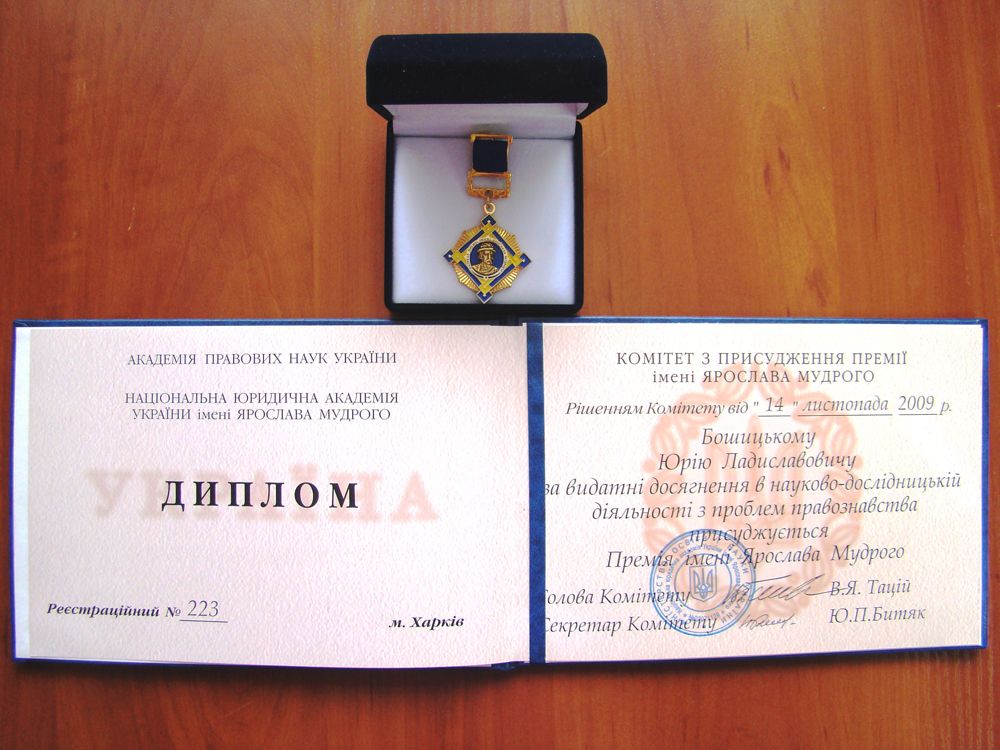 АКАДЕМІЯ ПРАВОВИХ НАУК УКРАЇНИ
НАЦІОНАЛЬНА ЮРИДИЧНА АКАДЕМІЯ
УКРАЇНИ імені ЯРОСЛАВА МУДРОГО
УКРАЇНА
ДИПЛОМ
Реєстраційний № 223
м. Харків
КОМІТЕТ З ПРИСУДЖЕННЯ ПРЕМІЇ
імені ЯРОСЛАВА МУДРОГО
Рішенням Комітету від " 14 " листопада 2009 р.
Бошицькому
Юрію Ладиславовичу
за видатні досягнення в науково-дослідницькій
діяльності з проблем правознавства
присуджується
Премія імені Ярослава Мудрого
Голова Комітету В.Я. Тацій
Секретар Комітету Ю.П.Битяк